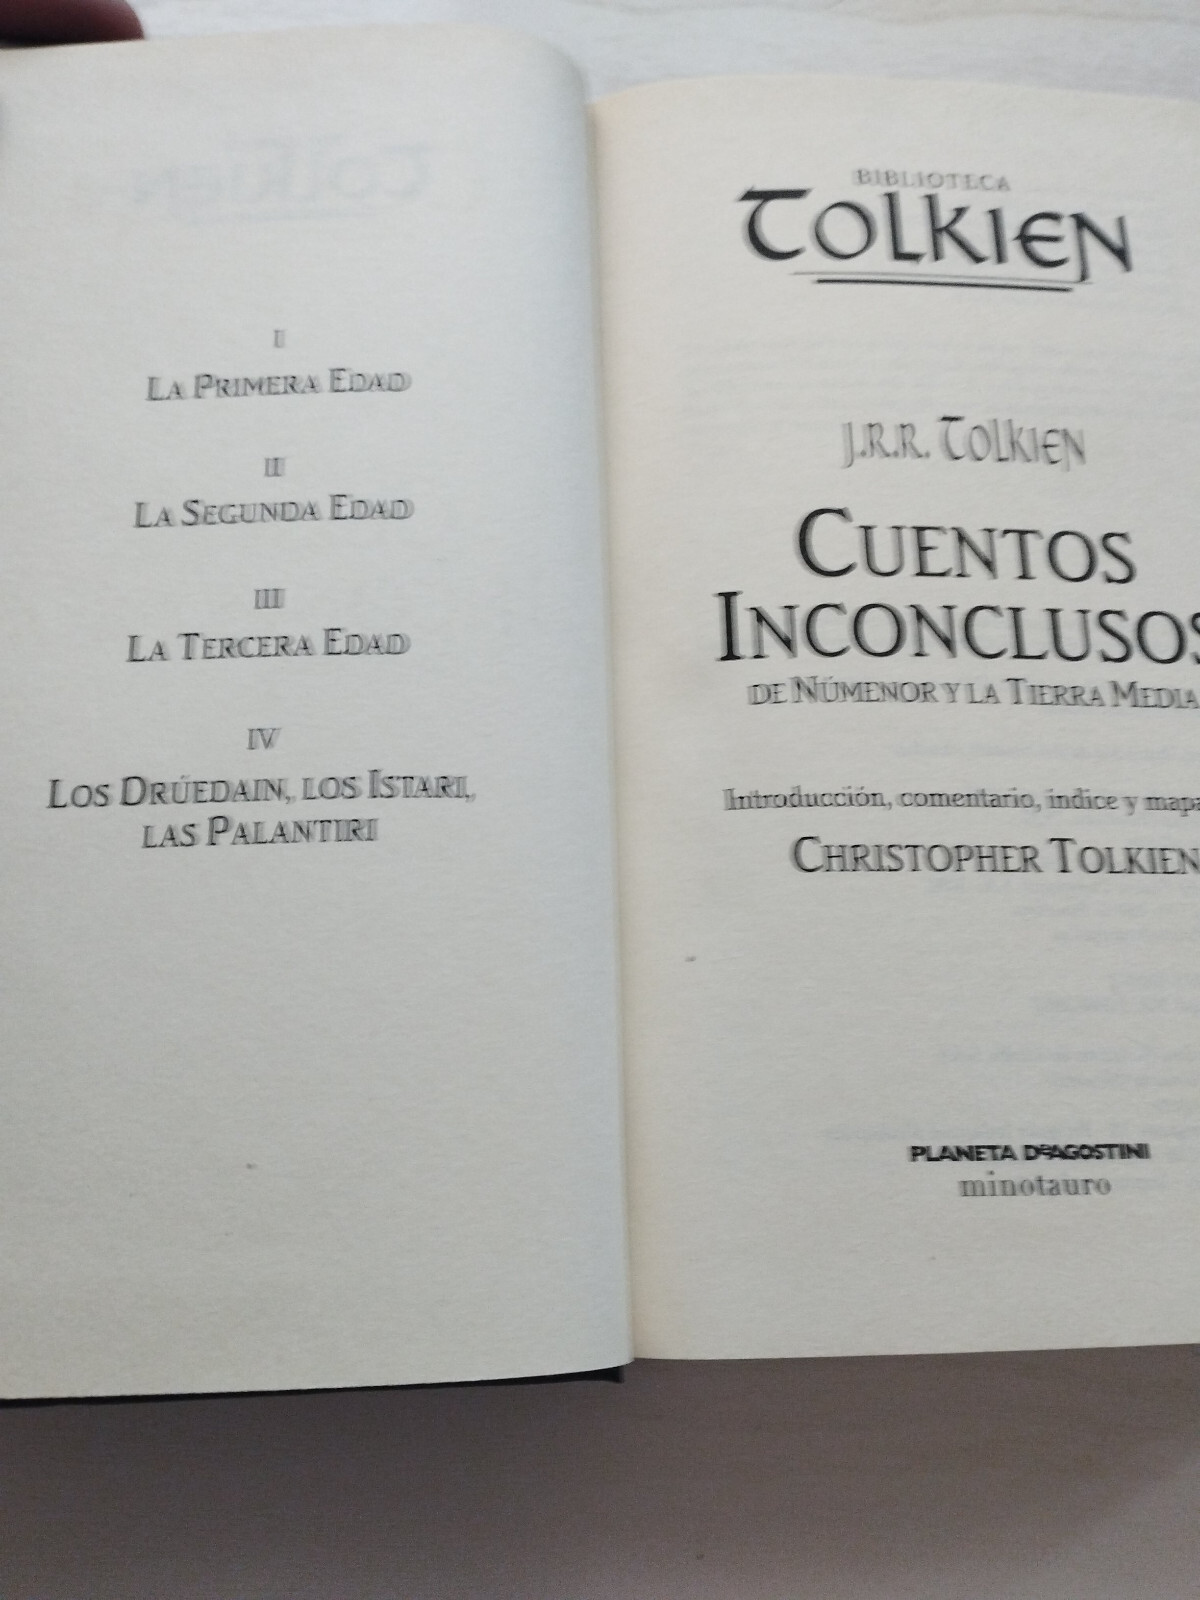 I
LA PRIMERA EDAD
II
LA SEGUNDA EDAD
III
LA TERCERA EDAD
IV
LOS DRÚEDAIN, LOS ISTARI,
LAS PALANTIRI
BIBLIOTECA
TOLKIEN
J.R.R. TOLKIEN
CUENTOS
INCONCLUSOS
DE NÚMENOR Y LA TIERRA MEDIA
Introducción, comentario, índice y mapa
CHRISTOPHER TOLKIEN
PLANETA DeAGOSTINI
minotauro